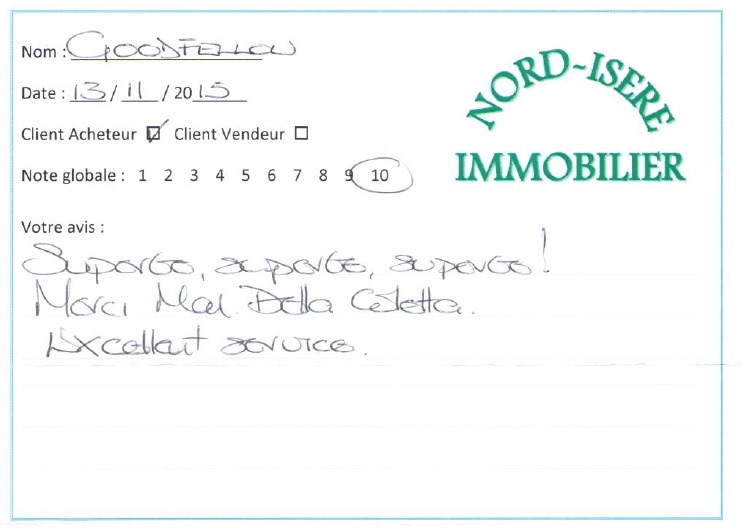 Nom : GOODFELLOW
NORD-ISERE
IMMOBILIER
Date : 13 / 11 / 2015
Client Acheteur ☑ Client Vendeur ☐
Note globale : 1 2 3 4 5 6 7 8 9 10
Votre avis :
Superbe, superbe, superbe !
Merci Della Coletta.
Excellent service.